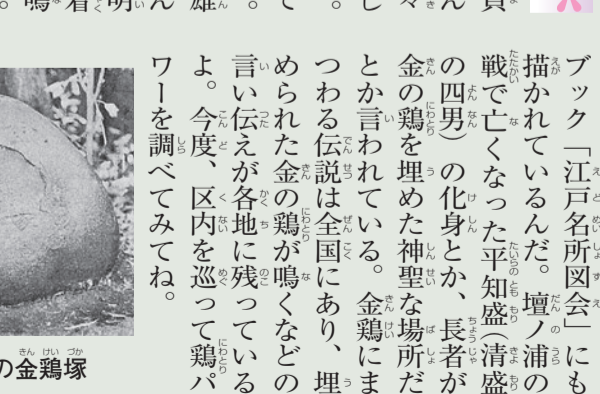 ブック「江戸名所図会」にも
描かれているんだ。壇ノ浦の
戦で亡くなった平知盛(清盛
の四男)の化身とか、長者が
金の鶏を埋めた神聖な場所だ
とか言われている。金鶏にま
つわる伝説は全国にあり、埋
められた金の鶏が鳴くなどの
言い伝えが各地に残っている
よ。今度、区内を巡って鶏パ
ワーを調べてみてね。
の金鶏塚